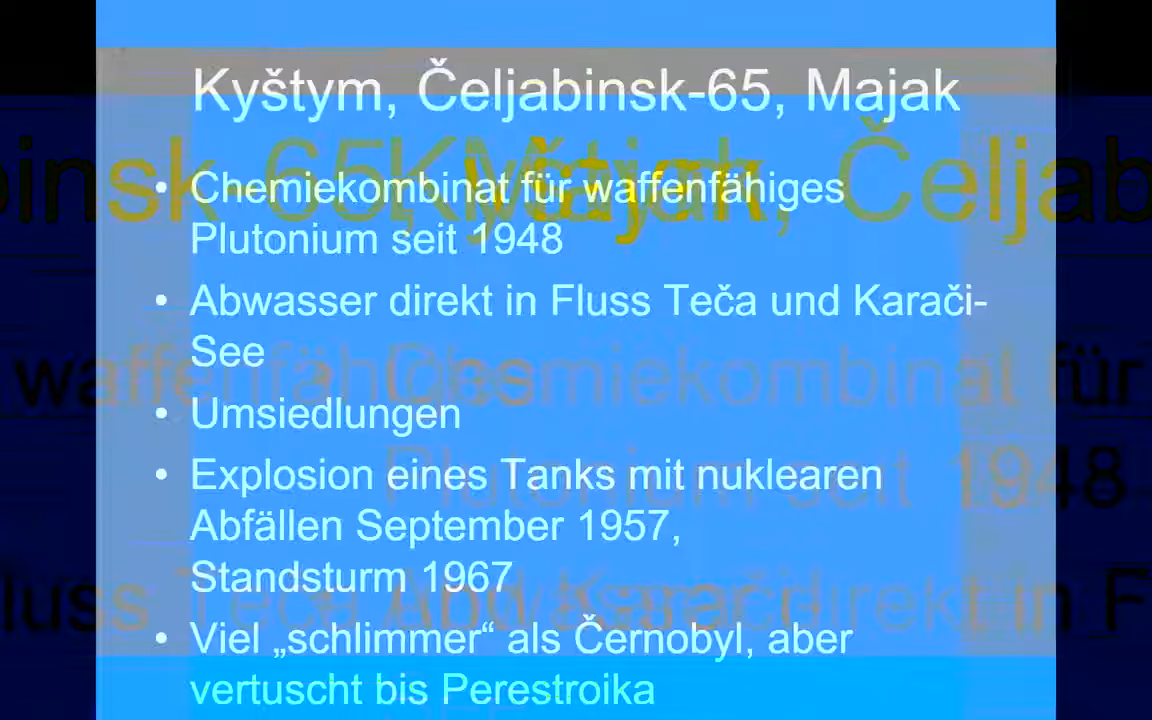 Kyštym, Čeljabinsk-65, Majak
• Chemiekombinat für waffenfähiges
Plutonium seit 1948
• Abwasser direkt in Fluss Teča und Karači-
See
• Umsiedlungen
• Explosion eines Tanks mit nuklearen
Abfällen September 1957,
Standsturm 1967
• Viel „schlimmer“ als Černobyl, aber
vertuscht bis Perestroika